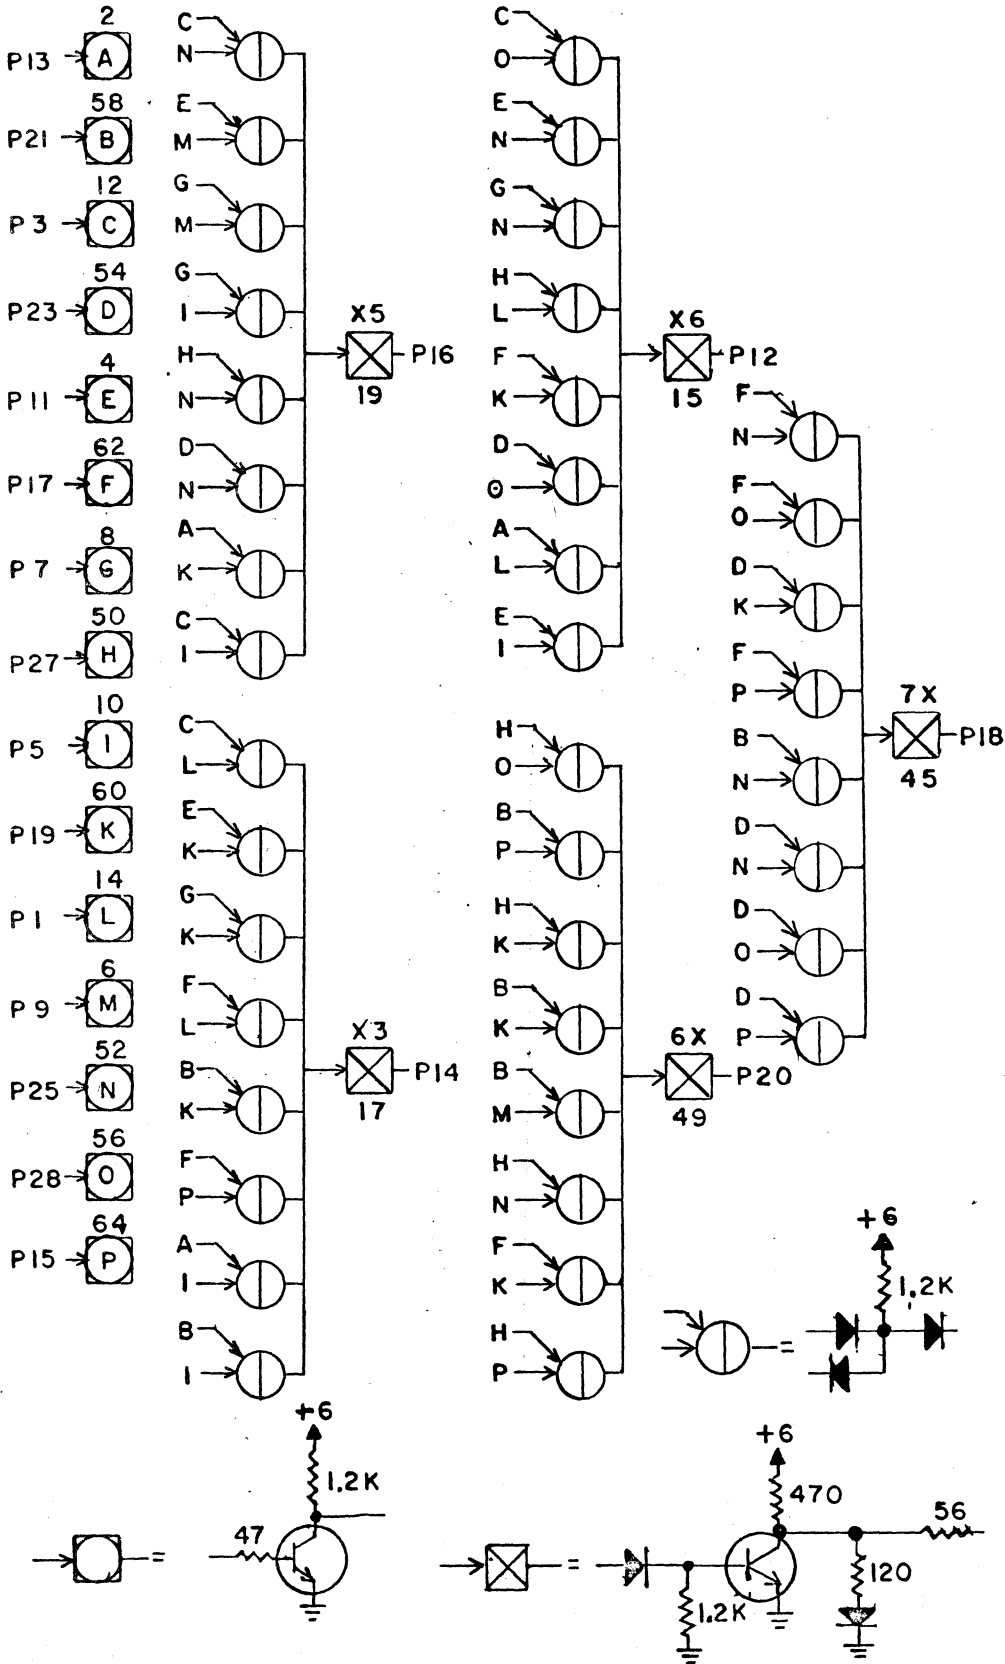 2
P13 A
58
P21 B
12
P3 C
54
P23 D
4
P11 E
62
P17 F
8
P7 G
50
P27 H
10
P5 I
60
P19 K
14
P1 L
6
P9 M
52
P25 N
56
P28 O
64
P15 P
C
N
E
M
G
M
G
I
H
N
D
N
A
K
C
I
X5
P16
19
C
L
E
K
G
K
F
L
B
K
F
P
A
I
B
I
X3
P14
17
C
O
E
N
G
N
H
L
F
K
D
O
A
L
E
I
X6
P12
15
H
O
B
P
H
K
B
K
B
M
H
N
F
K
H
P
6X
P20
49
F
N
F
O
D
K
F
P
B
N
D
N
D
O
D
P
7X
P18
45
=
+6
1.2K
=
+6
1.2K
47
=
+6
470
56
120
1.2K